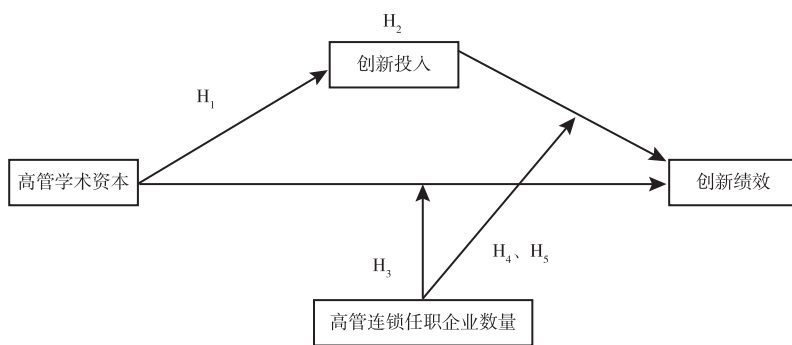 H₂
创新投入
H₁
高管学术资本
创新绩效
H₃
H₄、H₅
高管连锁任职企业数量